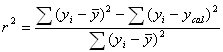 r² = (∑(yᵢ − ȳ)² − ∑(yᵢ − y_cal)²) / ∑(yᵢ − ȳ)²